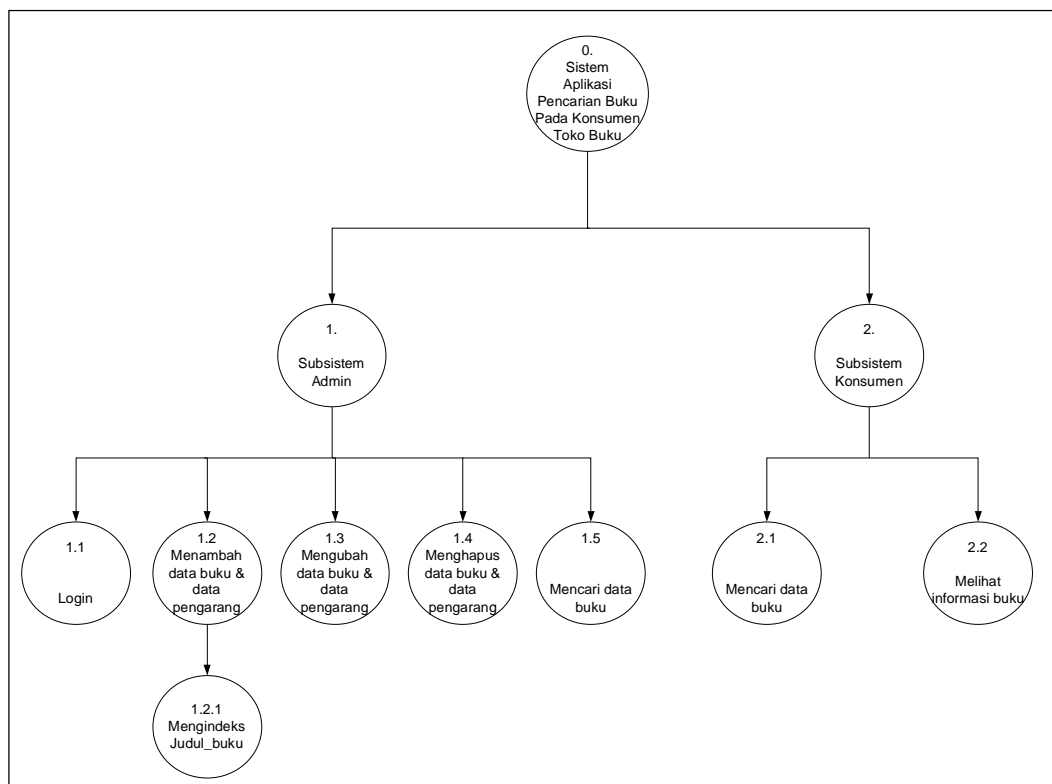 0.
Sistem
Aplikasi
Pencarian Buku
Pada Konsumen
Toko Buku
1.
Subsistem
Admin
2.
Subsistem
Konsumen
1.1
Login
1.2
Menambah
data buku &
data
pengarang
1.3
Mengubah
data buku &
data
pengarang
1.4
Menghapus
data buku &
data
pengarang
1.5
Mencari data
buku
2.1
Mencari data
buku
2.2
Melihat
informasi buku
1.2.1
Mengindeks
Judul_buku